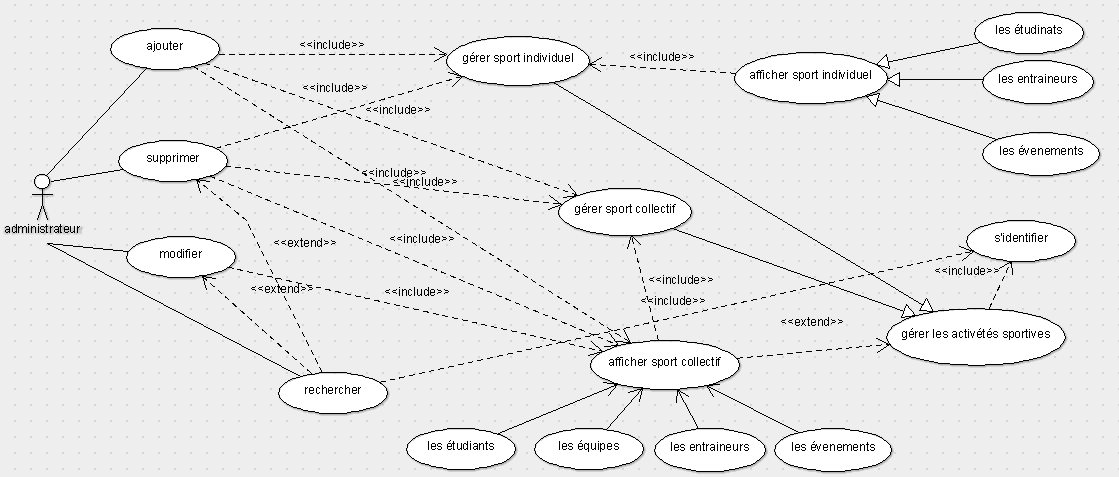 les étudinats
ajouter
<<include>>
gérer sport individuel
<<include>>
afficher sport individuel
les entraineurs
<<include>>
<<include>>
les évenements
supprimer
<<include>>
<<include>>
administrateur
gérer sport collectif
s'identifier
<<extend>>
<<include>>
modifier
<<include>>
<<extend>>
<<include>>
<<include>>
<<extend>>
gérer les activétés sportives
afficher sport collectif
rechercher
les étudiants
les équipes
les entraineurs
les évenements